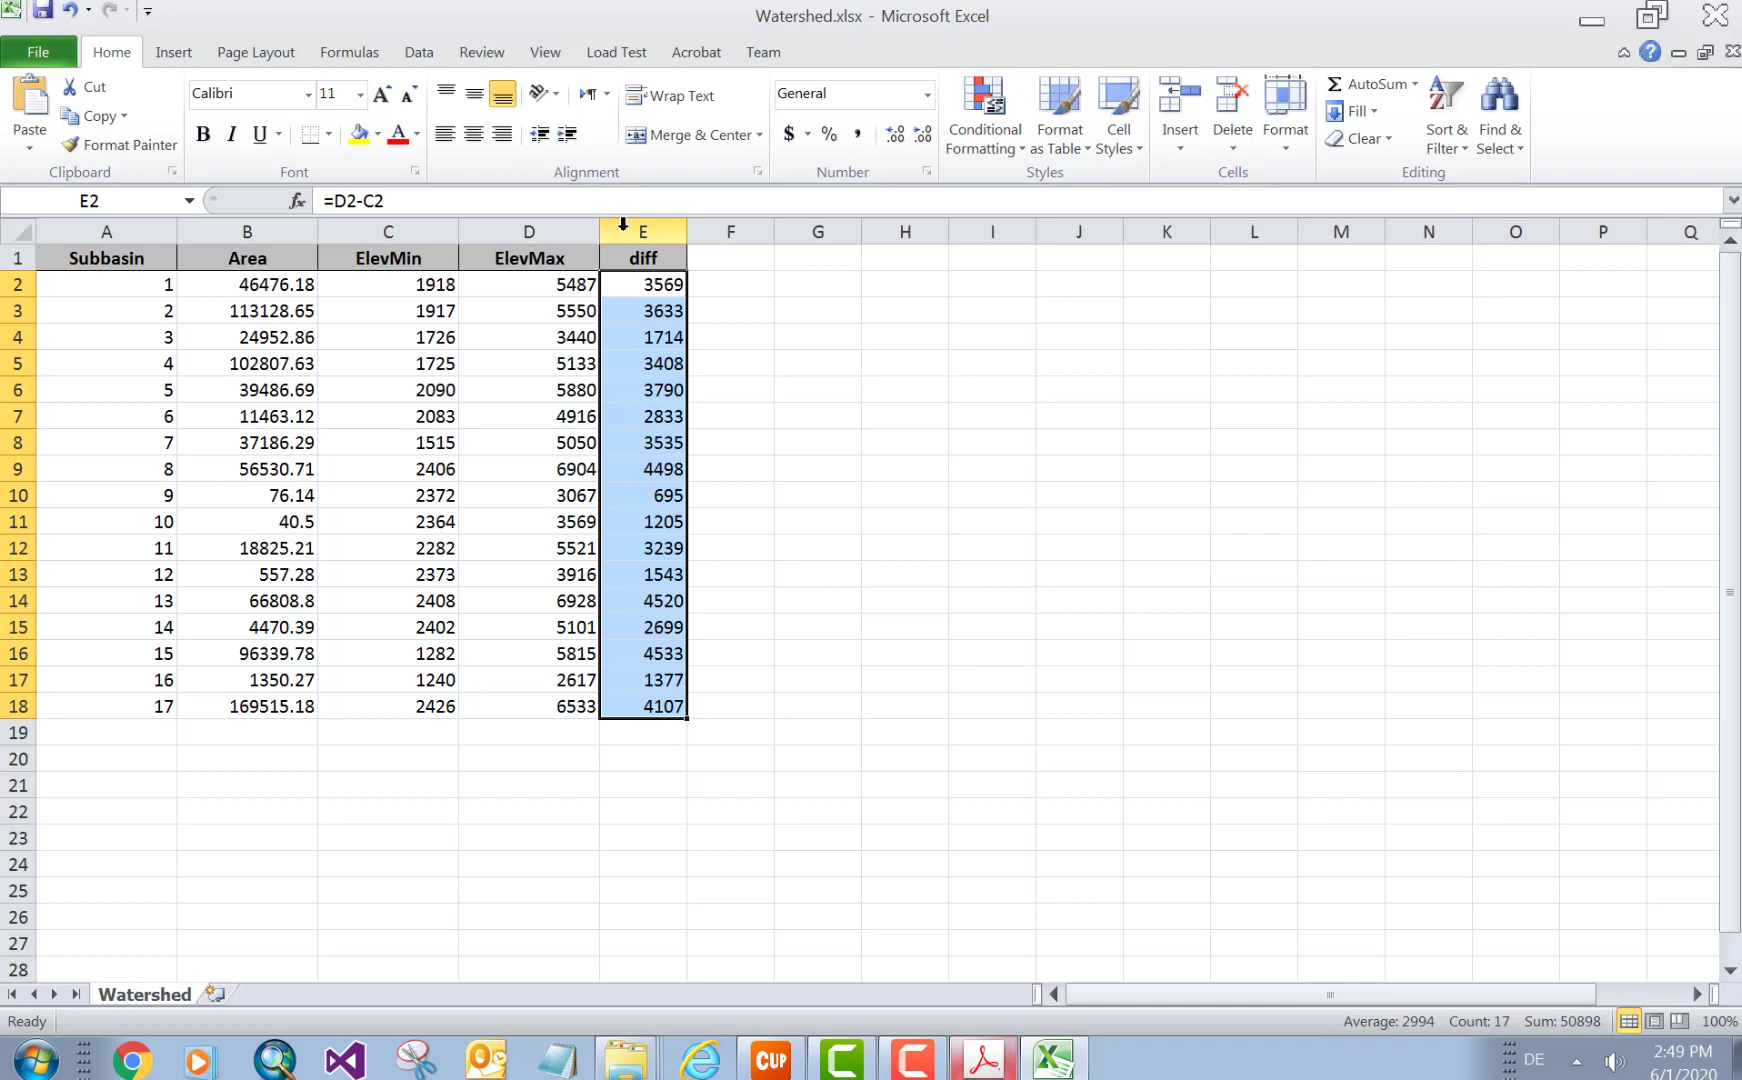 Watershed.xlsx - Microsoft Excel
File Home Insert Page Layout Formulas Data Review View Load Test Acrobat Team
Paste Cut Calibri 11 Wrap Text General Conditional Formatting Format as Table Cell Styles Insert Delete Format AutoSum Sort & Filter Find & Select
Copy Fill
Format Painter B I U Merge & Center $ % , Clear
Clipboard Font Alignment Number Styles Cells Editing
E2 fx =D2-C2
A B C D E F G H I J K L M N O P Q
1 Subbasin Area ElevMin ElevMax diff
2 1 46476.18 1918 5487 3569
3 2 113128.65 1917 5550 3633
4 3 24952.86 1726 3440 1714
5 4 102807.63 1725 5133 3408
6 5 39486.69 2090 5880 3790
7 6 11463.12 2083 4916 2833
8 7 37186.29 1515 5050 3535
9 8 56530.71 2406 6904 4498
10 9 76.14 2372 3067 695
11 10 40.5 2364 3569 1205
12 11 18825.21 2282 5521 3239
13 12 557.28 2373 3916 1543
14 13 66808.8 2408 6928 4520
15 14 4470.39 2402 5101 2699
16 15 96339.78 1282 5815 4533
17 16 1350.27 1240 2617 1377
18 17 169515.18 2426 6533 4107
19
20
21
22
23
24
25
26
27
28
Watershed
Ready Average: 2994 Count: 17 Sum: 50898 100%
CUP DE 2:49 PM
6/1/2020